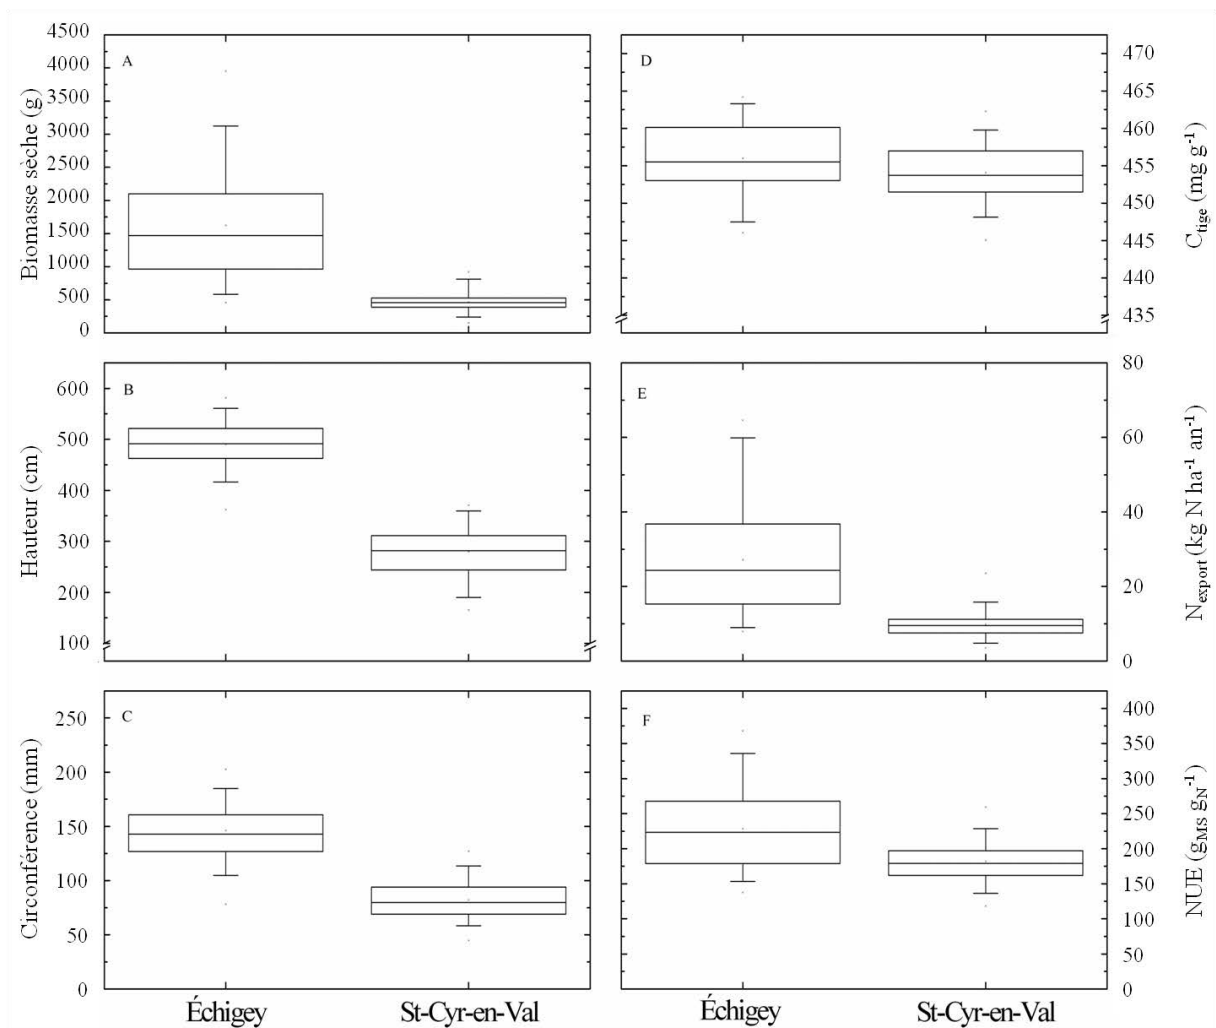 A
Biomasse sèche (g)
4500
4000
3500
3000
2500
2000
1500
1000
500
0
D
C_tige (mg g⁻¹)
470
465
460
455
450
445
440
435
B
Hauteur (cm)
600
500
400
300
200
100
E
N_export (kg N ha⁻¹ an⁻¹)
80
60
40
20
0
C
Circonférence (mm)
250
200
150
100
50
0
F
NUE (g_MS g_N⁻¹)
400
350
300
250
200
150
100
50
0
Échigey
St-Cyr-en-Val
Échigey
St-Cyr-en-Val